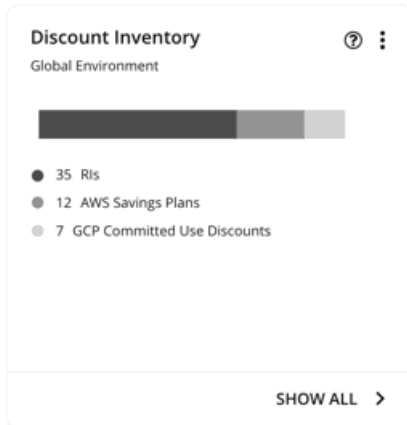 Discount Inventory
Global Environment
35 RIs
12 AWS Savings Plans
7 GCP Committed Use Discounts
SHOW ALL